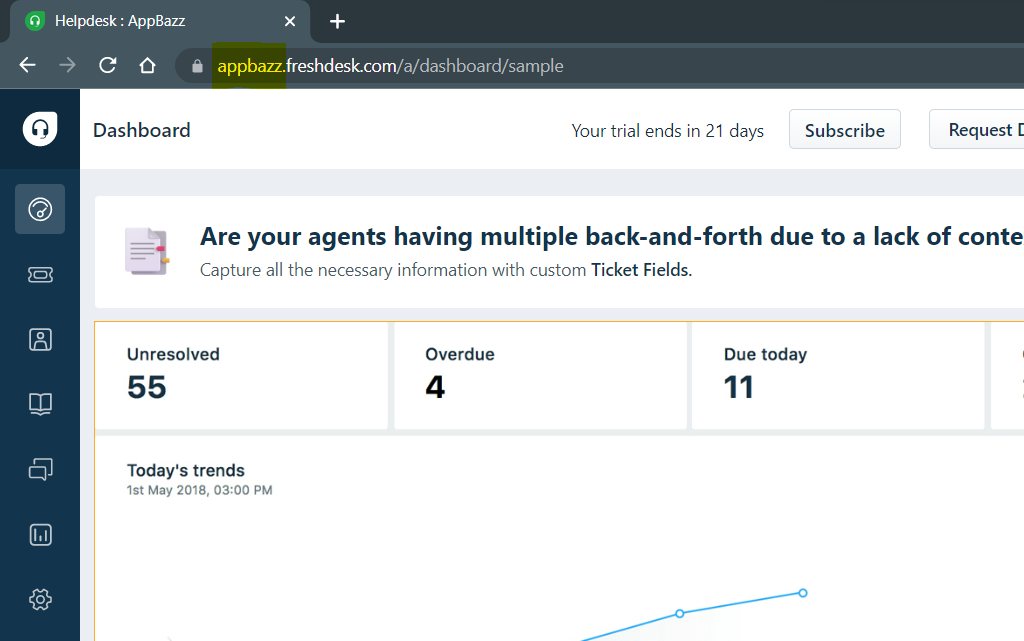 Helpdesk : AppBazz
appbazz.freshdesk.com/a/dashboard/sample
Dashboard
Your trial ends in 21 days
Subscribe
Request D
Are your agents having multiple back-and-forth due to a lack of conte
Capture all the necessary information with custom Ticket Fields.
Unresolved
55
Overdue
4
Due today
11
Today's trends
1st May 2018, 03:00 PM